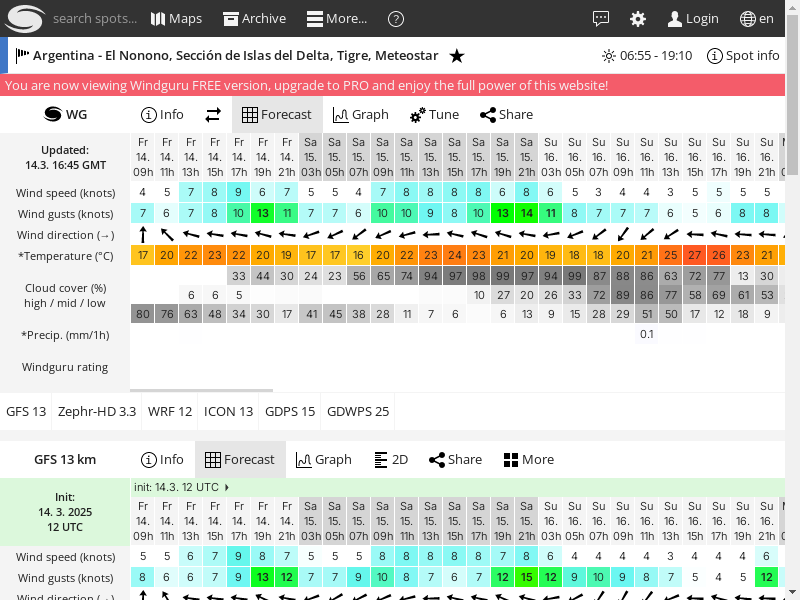 search spots... Maps Archive More... ? Login en
Argentina - El Nonono, Sección de Islas del Delta, Tigre, Meteostar ★ 06:55 - 19:10 Spot info
You are now viewing Windguru FREE version, upgrade to PRO and enjoy the full power of this website!
WG Info Forecast Graph Tune Share
Updated:
14.3. 16:45 GMT
Fr Fr Fr Fr Fr Fr Fr Sa Sa Sa Sa Sa Sa Sa Sa Sa Sa Su Su Su Su Su Su Su Su Su Su
14. 14. 14. 14. 14. 14. 14. 15. 15. 15. 15. 15. 15. 15. 15. 15. 15. 16. 16. 16. 16. 16. 16. 16. 16. 16. 16.
09h 11h 13h 15h 17h 19h 21h 03h 05h 07h 09h 11h 13h 15h 17h 19h 21h 03h 05h 07h 09h 11h 13h 15h 17h 19h 21h
Wind speed (knots) 4 5 7 8 9 6 7 5 5 4 7 8 8 8 8 6 8 6 5 3 4 4 3 5 5 5 5
Wind gusts (knots) 7 6 7 8 10 13 11 7 7 6 10 10 9 8 10 13 14 11 8 7 7 7 6 5 6 8 8
Wind direction (→)
*Temperature (°C) 17 20 22 23 22 20 19 17 17 16 20 22 23 24 23 21 20 19 18 18 20 21 25 27 26 23 21
Cloud cover (%)
high / mid / low
33 44 30 24 23 56 65 74 94 97 98 99 97 94 99 87 88 86 63 72 77 13 30
6 6 5 10 27 20 26 33 72 89 86 77 58 69 61 53
80 76 63 48 34 30 17 41 45 38 28 11 7 6 6 13 9 15 28 29 51 50 17 12 18 9
*Precip. (mm/1h) 0.1
Windguru rating
GFS 13 Zephr-HD 3.3 WRF 12 ICON 13 GDPS 15 GDWPS 25
GFS 13 km Info Forecast Graph 2D Share More
init: 14.3. 12 UTC
Init:
14. 3. 2025
12 UTC
Fr Fr Fr Fr Fr Fr Fr Sa Sa Sa Sa Sa Sa Sa Sa Sa Sa Su Su Su Su Su Su Su Su Su Su
14. 14. 14. 14. 14. 14. 14. 15. 15. 15. 15. 15. 15. 15. 15. 15. 15. 16. 16. 16. 16. 16. 16. 16. 16. 16. 16.
09h 11h 13h 15h 17h 19h 21h 03h 05h 07h 09h 11h 13h 15h 17h 19h 21h 03h 05h 07h 09h 11h 13h 15h 17h 19h 21h
Wind speed (knots) 5 5 6 7 9 8 7 5 5 5 8 8 8 8 8 7 8 6 4 4 4 4 3 4 4 4 6
Wind gusts (knots) 8 6 6 7 9 13 12 7 7 9 10 8 7 6 7 12 15 12 9 10 9 8 7 5 4 5 12
Wind direction (→)